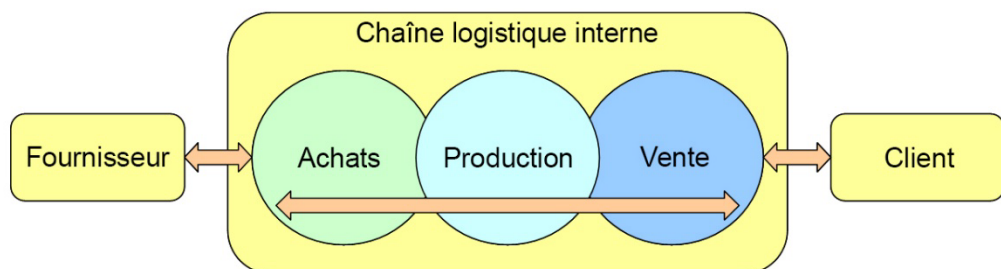 Chaîne logistique interne
Fournisseur
Achats
Production
Vente
Client